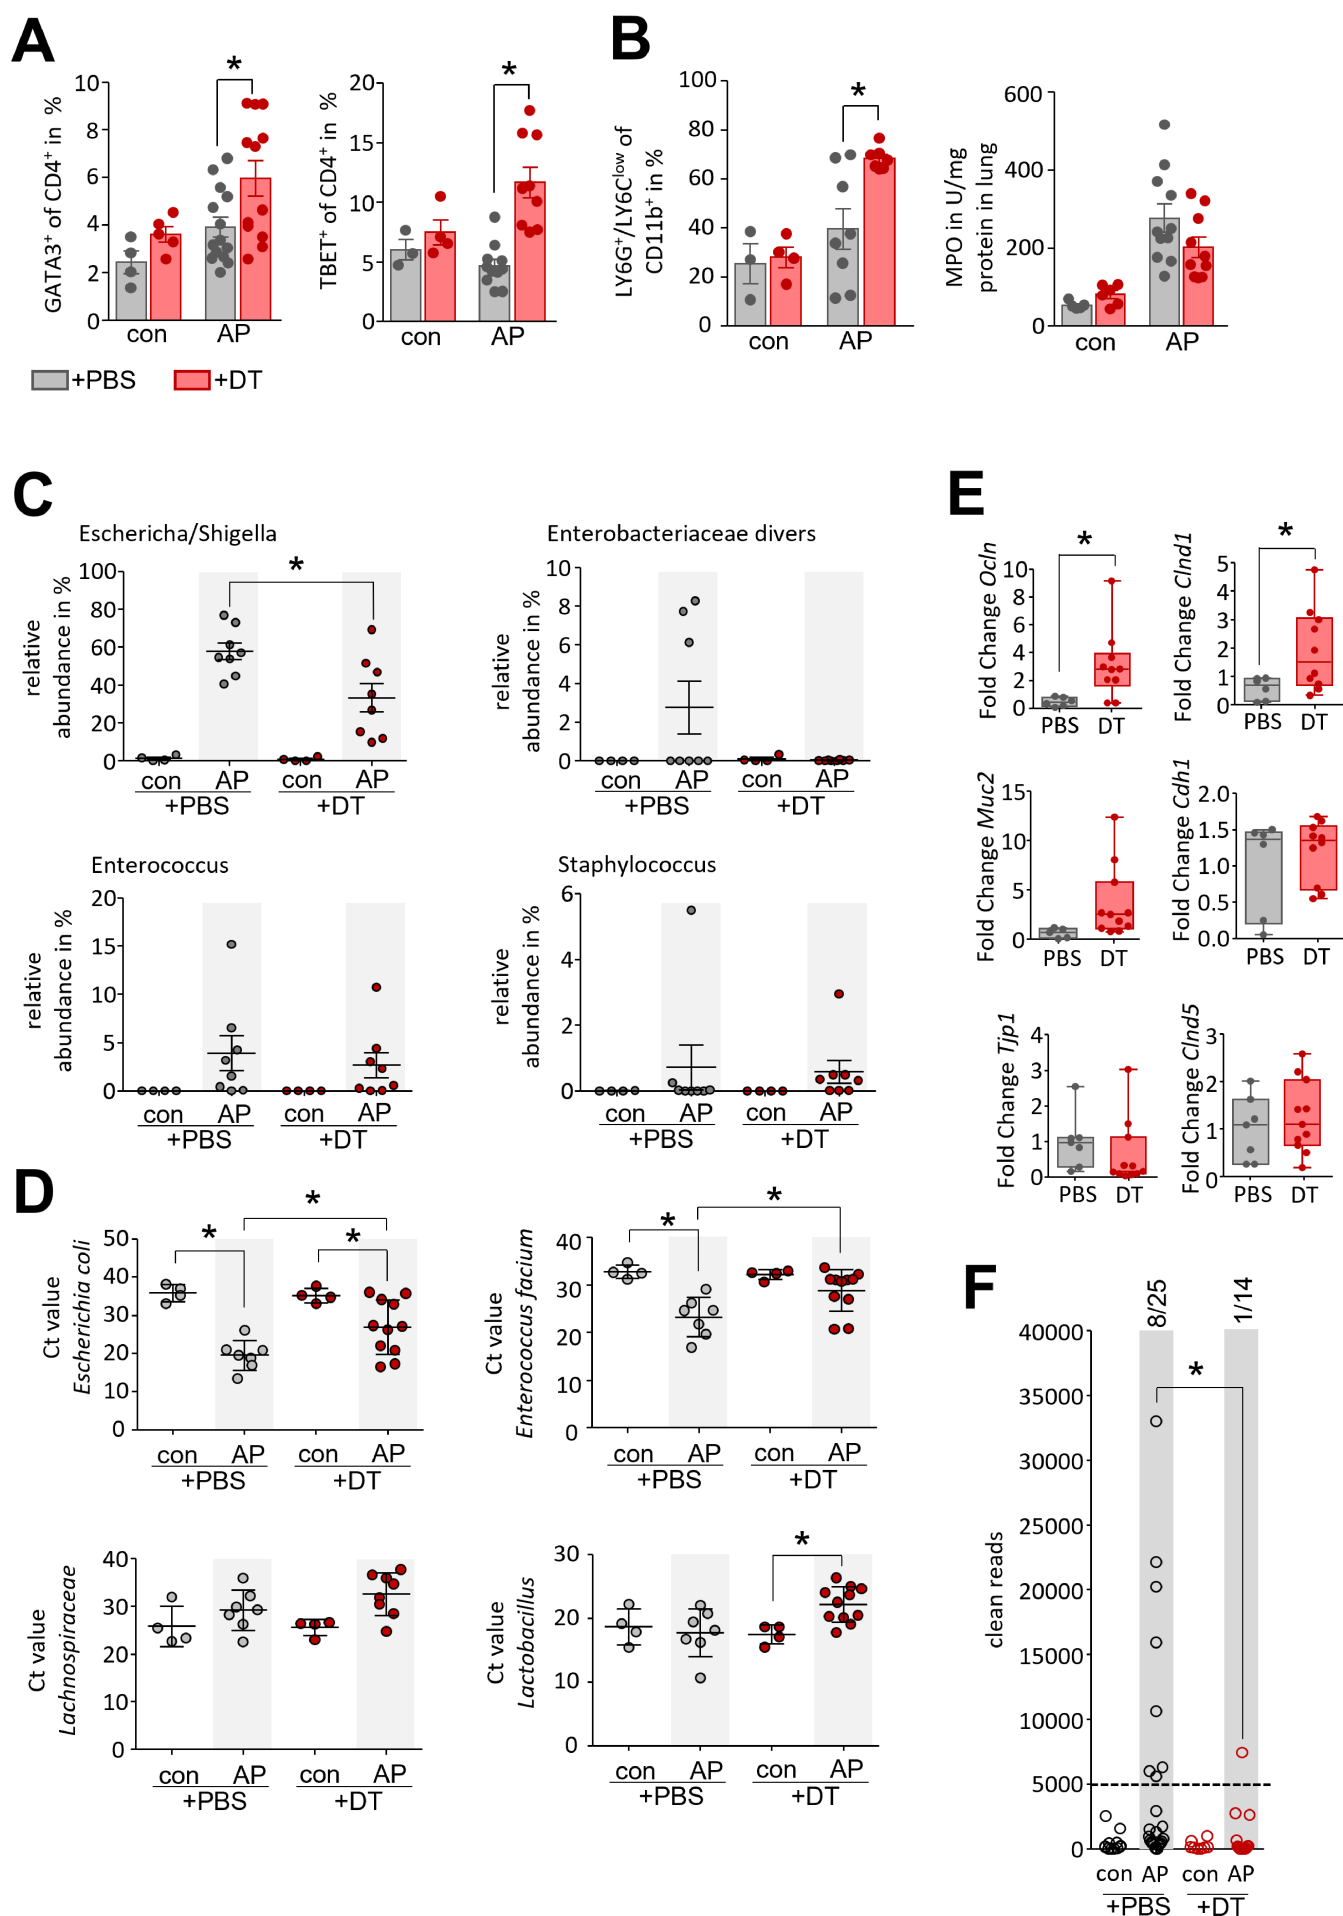 A
GATA3⁺ of CD4⁺ in %
10
8
6
4
2
0
*
con
AP
TBET⁺ of CD4⁺ in %
20
15
10
5
0
*
con
AP
+PBS
+DT
B
LY6G⁺/LY6C^low of
CD11b⁺ in %
100
80
60
40
20
0
*
con
AP
MPO in U/mg
protein in lung
600
400
200
0
con
AP
C
Eschericha/Shigella
relative
abundance in %
100
80
60
40
20
0
*
con AP con AP
+PBS +DT
Enterobacteriaceae divers
relative
abundance in %
10
8
6
4
2
0
con AP con AP
+PBS +DT
Enterococcus
relative
abundance in %
20
15
10
5
0
con AP con AP
+PBS +DT
Staphylococcus
relative
abundance in %
6
4
2
0
con AP con AP
+PBS +DT
D
Ct value
Escherichia coli
50
40
30
20
10
0
* * *
con AP con AP
+PBS +DT
Ct value
Enterococcus facium
40
30
20
10
0
* *
con AP con AP
+PBS +DT
Ct value
Lachnospiraceae
40
30
20
10
0
con AP con AP
+PBS +DT
Ct value
Lactobacillus
30
20
10
0
*
con AP con AP
+PBS +DT
E
Fold Change Ocln
10
8
6
4
2
0
*
PBS DT
Fold Change Clnd1
5
4
3
2
1
0
*
PBS DT
Fold Change Muc2
15
10
5
0
PBS DT
Fold Change Cdh1
2.0
1.5
1.0
0.5
0.0
PBS DT
Fold Change Tjp1
4
3
2
1
0
PBS DT
Fold Change Clnd5
3
2
1
0
PBS DT
F
8/25
1/14
clean reads
40000
35000
30000
25000
20000
15000
10000
5000
0
*
con AP con AP
+PBS +DT